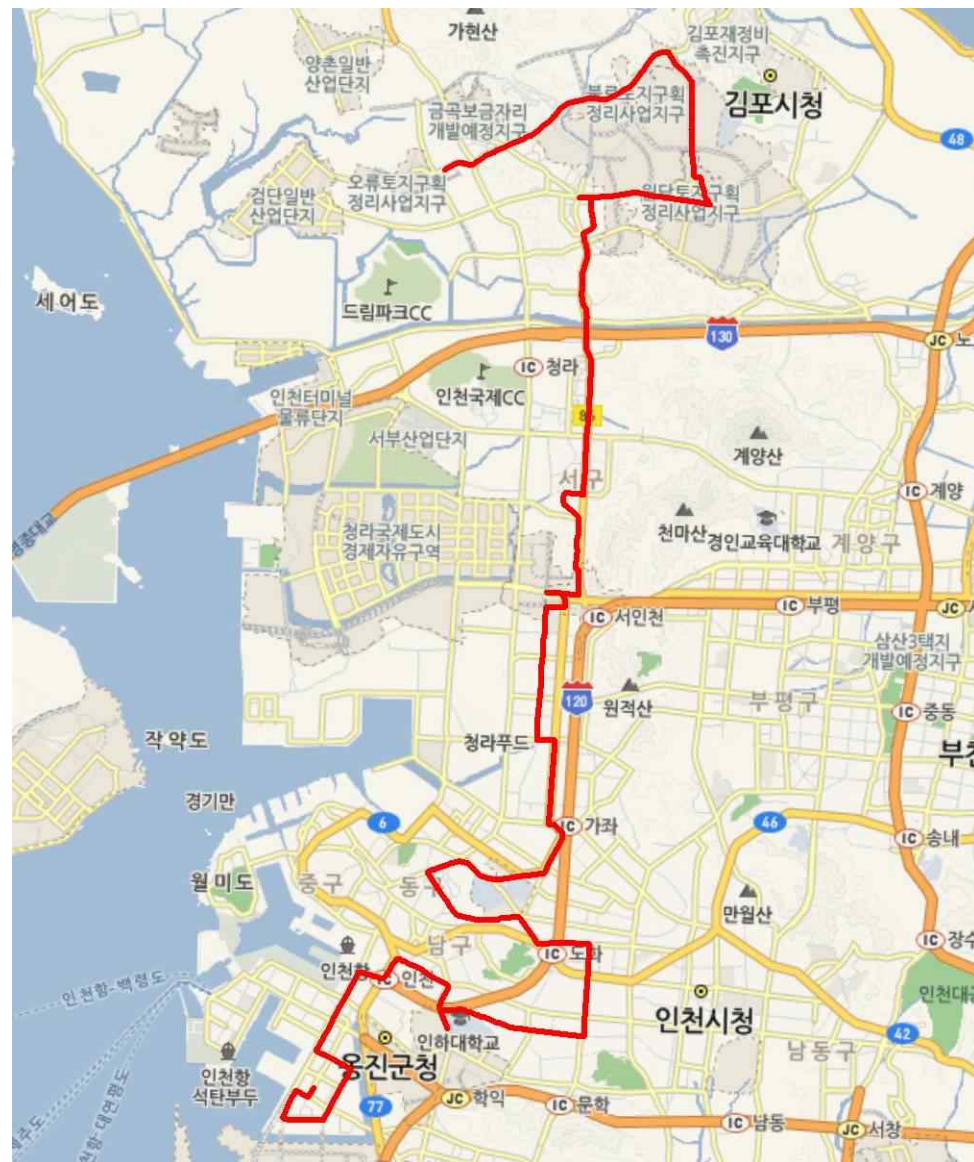 가현산
김포재정비
촉진지구
양촌일반
산업단지
김포시청
금곡보금자리
개발예정지구
정리사업지구
48
오류토지구획
정리사업지구
검단일반
산업단지
원당토지구획
정리사업지구
세어도
드림파크CC
130
JC
IC 청라
인천국제CC
인천터미널
물류단지
서부산업단지
계양산
서구
IC 계양
천마산
경인교육대학교
계양구
청라국제도시
경제자유구역
IC 부평
JC
IC 서인천
삼산3택지
개발예정지구
부평구
120
원적산
IC 중동
작약도
청라푸드
경기만
6
IC 가좌
46
IC 송내
월미도
중구
동구
만월산
남구
IC 도화
IC 장수
인천항
IC 인천
인천항-백령도
인천시청
인하대학교
42
남동구
옹진군청
인천항
석탄부두
인천항대연평도
77
JC 학익
IC 문학
IC 남동
JC 서창